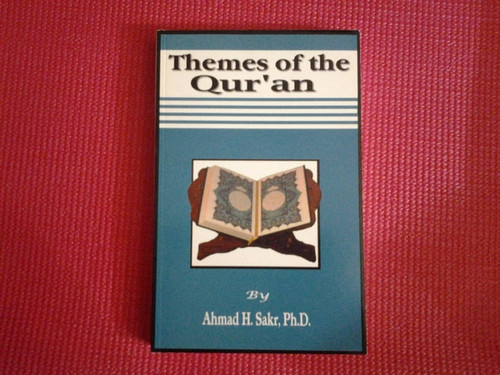 Themes of the
Qur'an
By
Ahmad H. Sakr, Ph.D.